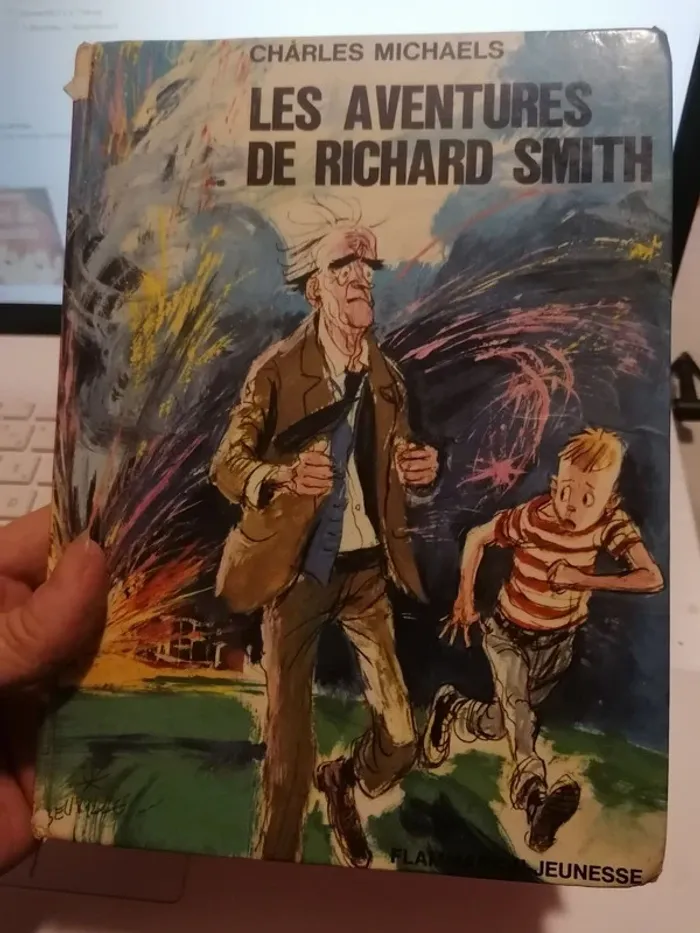 CHARLES MICHAELS
LES AVENTURES
DE RICHARD SMITH
JEUNESSE